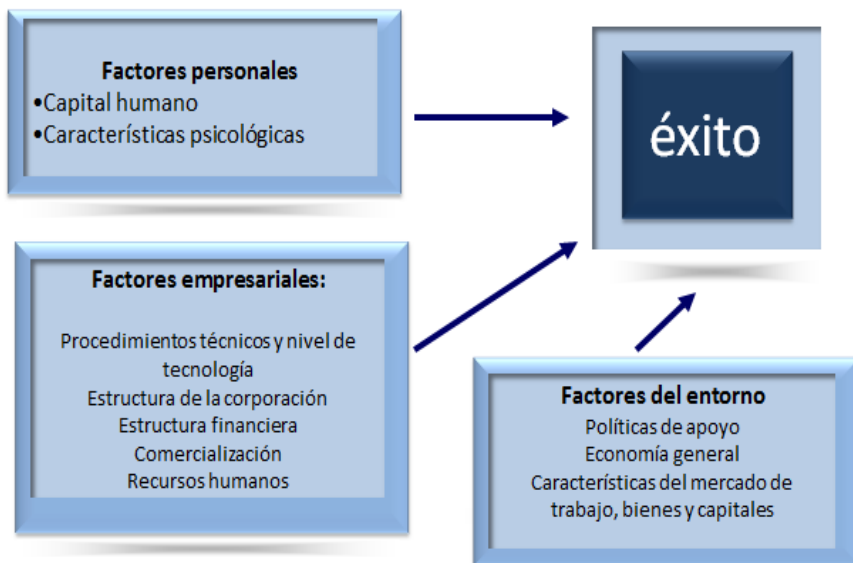 Factores personales
•Capital humano
•Características psicológicas
éxito
Factores empresariales:
Procedimientos técnicos y nivel de
tecnología
Estructura de la corporación
Estructura financiera
Comercialización
Recursos humanos
Factores del entorno
Políticas de apoyo
Economía general
Características del mercado de
trabajo, bienes y capitales